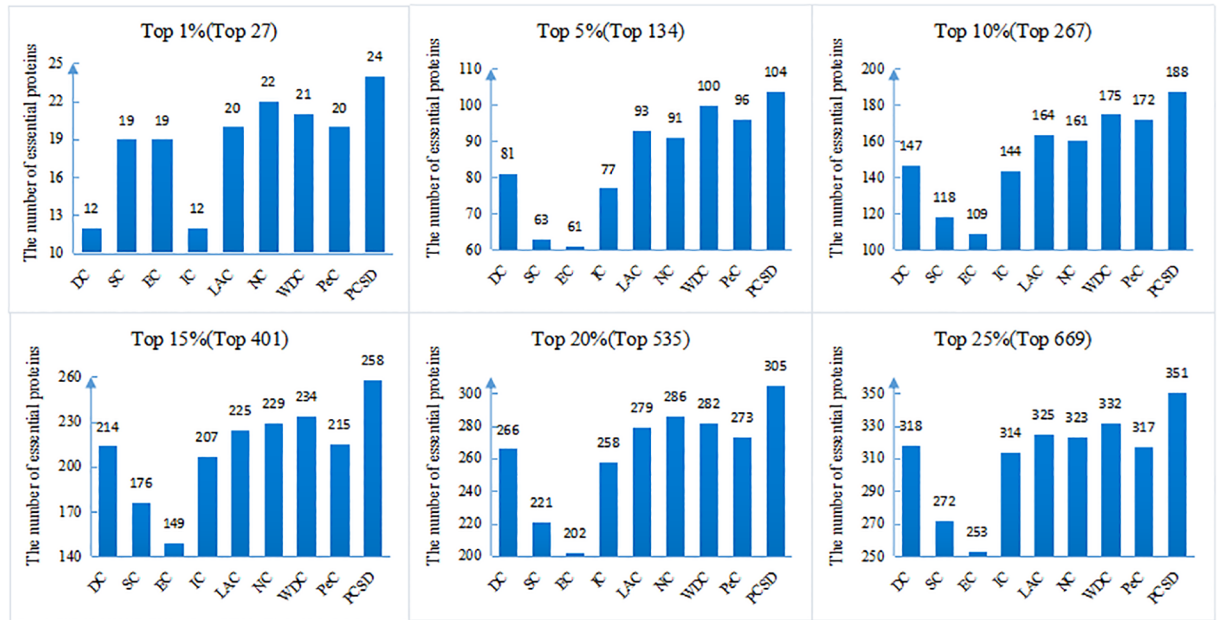 Top 1%(Top 27)
The number of essential proteins
25
22
19
16
13
10
12
19
19
12
20
22
21
20
24
DC
SC
EC
IC
LAC
NC
WDC
PeC
PCSD
Top 5%(Top 134)
The number of essential proteins
110
100
90
80
70
60
81
63
61
77
93
91
100
96
104
DC
SC
EC
IC
LAC
NC
WDC
PeC
PCSD
Top 10%(Top 267)
The number of essential proteins
200
180
160
140
120
100
147
118
109
144
164
161
175
172
188
DC
SC
EC
IC
LAC
NC
WDC
PeC
PCSD
Top 15%(Top 401)
The number of essential proteins
260
230
200
170
140
214
176
149
207
225
229
234
215
258
DC
SC
EC
IC
LAC
NC
WDC
PeC
PCSD
Top 20%(Top 535)
The number of essential proteins
300
280
260
240
220
200
266
221
202
258
279
286
282
273
305
DC
SC
EC
IC
LAC
NC
WDC
PeC
PCSD
Top 25%(Top 669)
The number of essential proteins
350
330
310
290
270
250
318
272
253
314
325
323
332
317
351
DC
SC
EC
IC
LAC
NC
WDC
PeC
PCSD